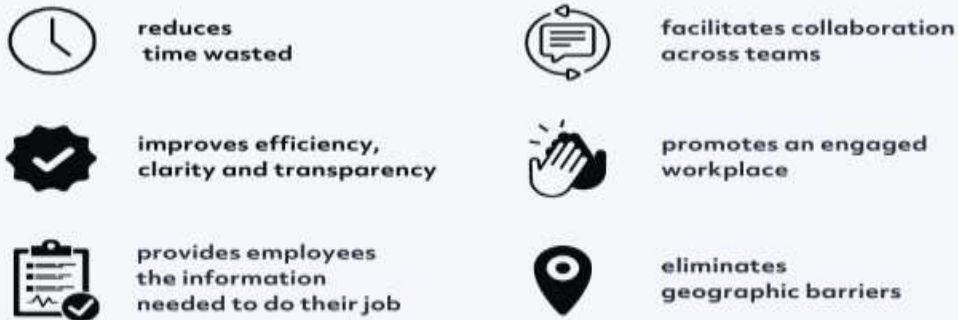 reduces
time wasted
facilitates collaboration
across teams
improves efficiency,
clarity and transparency
promotes an engaged
workplace
provides employees
the information
needed to do their job
eliminates
geographic barriers